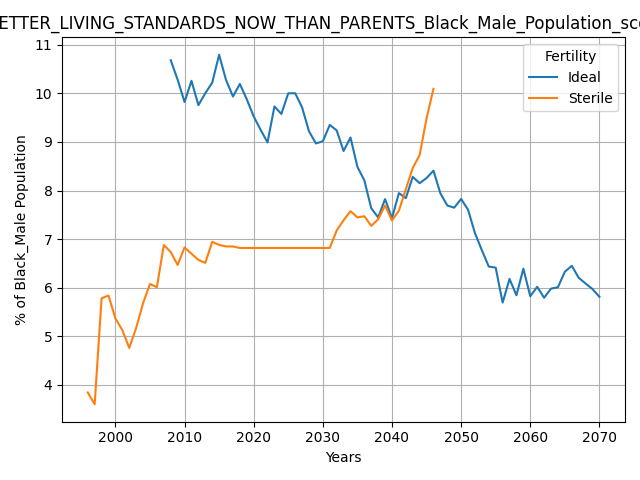 ETTER_LIVING_STANDARDS_NOW_THAN_PARENTS_Black_Male_Population_sc
11
10
9
8
7
6
5
4
% of Black_Male Population
Fertility
Ideal
Sterile
2000 2010 2020 2030 2040 2050 2060 2070
Years